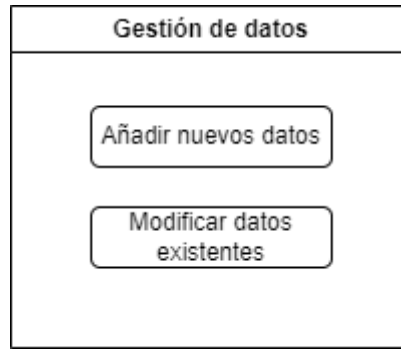 Gestión de datos
Añadir nuevos datos
Modificar datos
existentes